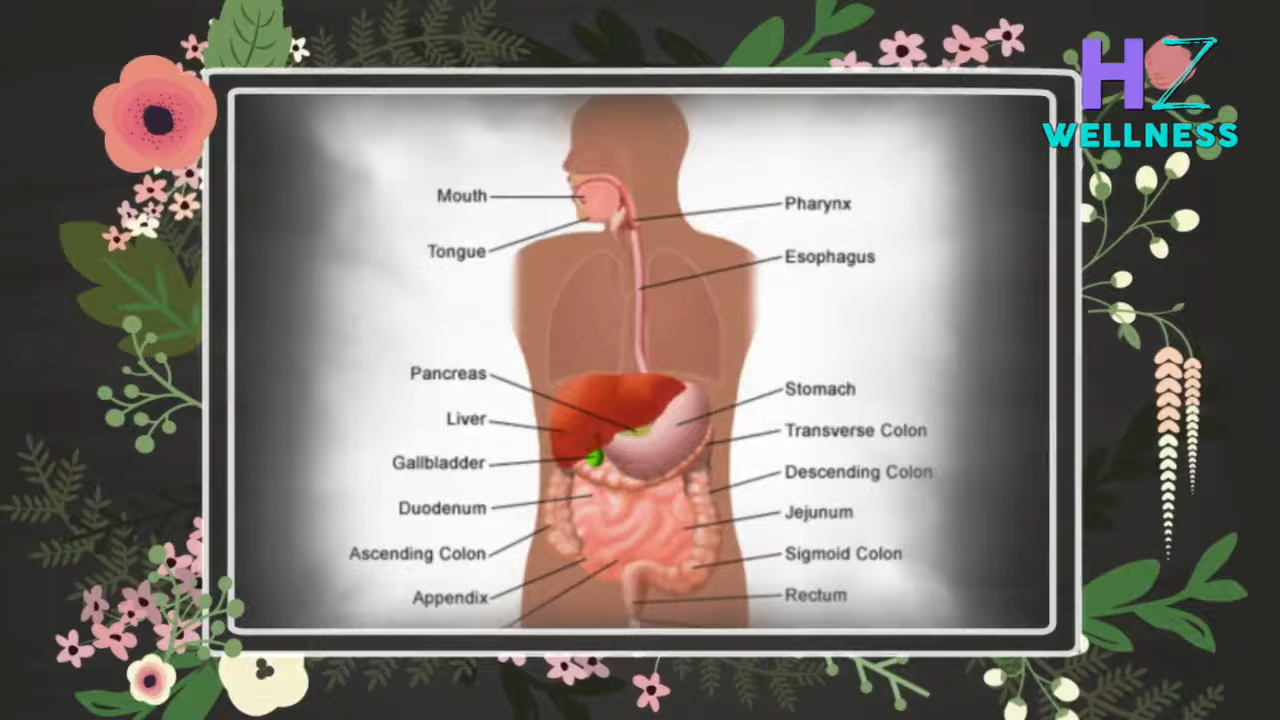 HZ
WELLNESS
Mouth
Pharynx
Tongue
Esophagus
Pancreas
Stomach
Liver
Transverse Colon
Gallbladder
Descending Colon
Duodenum
Jejunum
Ascending Colon
Sigmoid Colon
Appendix
Rectum